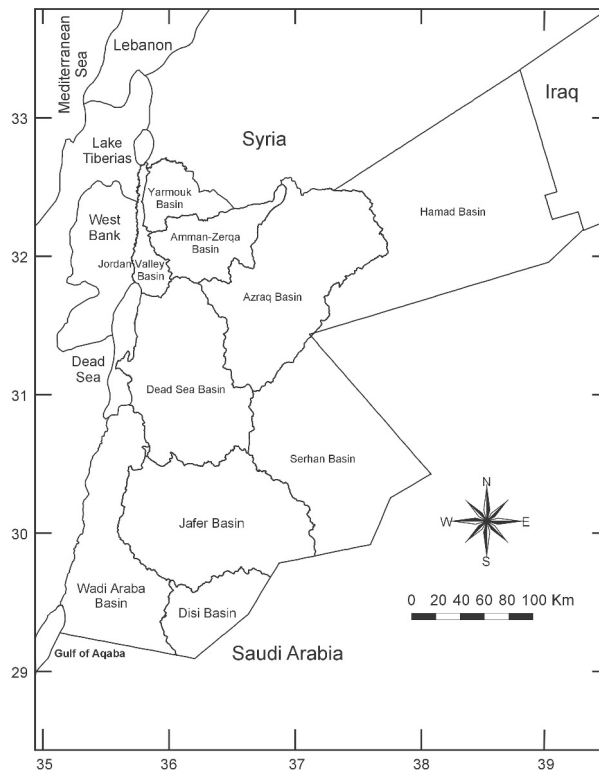 Mediterranean
Sea
Lebanon
Iraq
33
Syria
Lake
Tiberias
Yarmouk
Basin
Hamad Basin
West
Bank
Amman-Zerqa
Basin
32
Jordan Valley
Basin
Azraq Basin
Dead
Sea
Dead Sea Basin
31
Serhan Basin
N
W
E
S
Jafer Basin
30
Wadi Araba
Basin
Disi Basin
0 20 40 60 80 100 Km
Gulf of Aqaba
Saudi Arabia
29
35 36 37 38 39